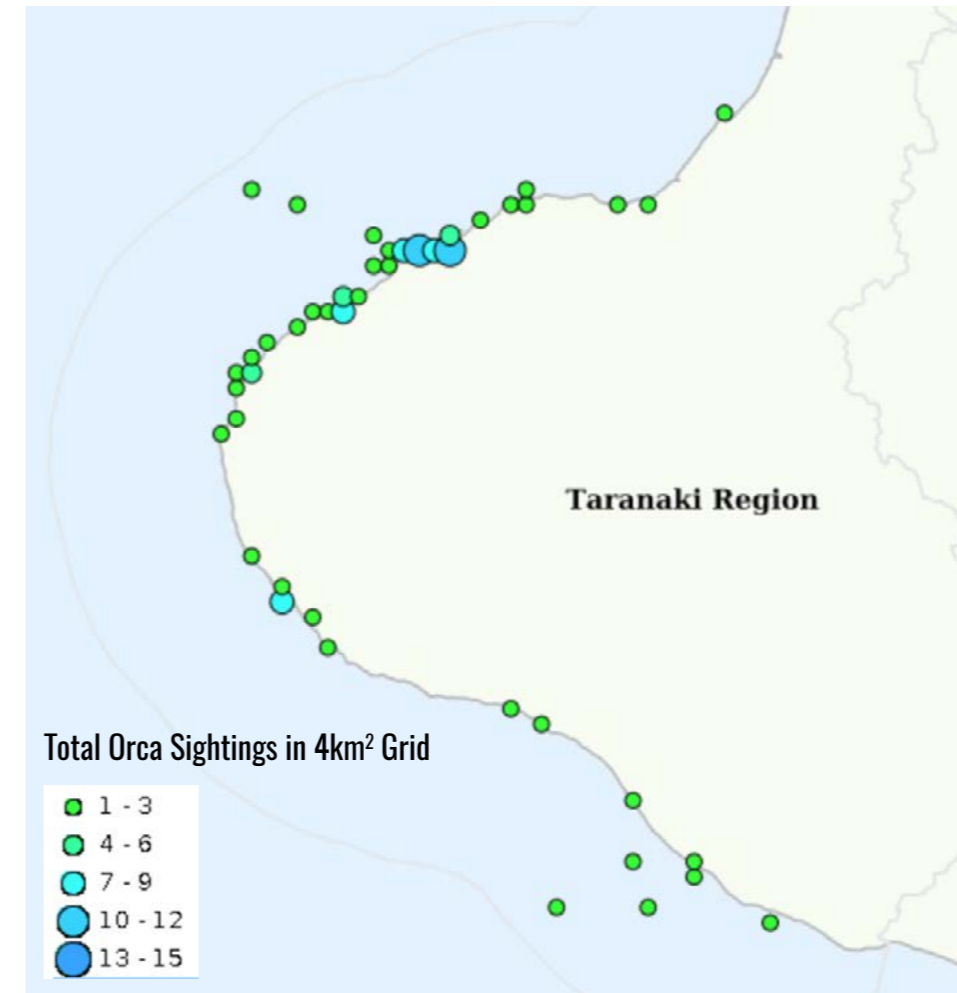 Taranaki Region
Total Orca Sightings in 4km² Grid
1 - 3
4 - 6
7 - 9
10 - 12
13 - 15